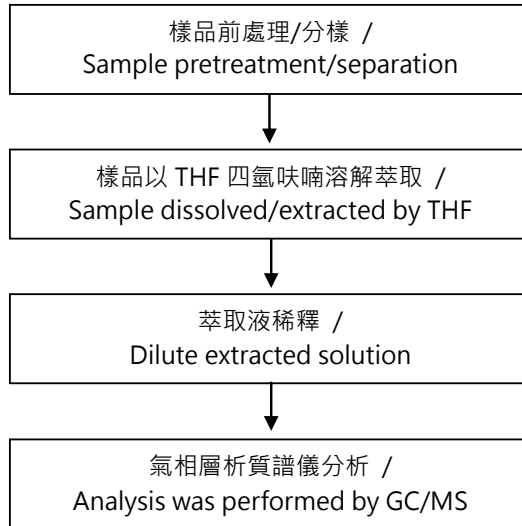 樣品前處理/分樣 /
Sample pretreatment/separation
樣品以 THF 四氫呋喃溶解萃取 /
Sample dissolved/extracted by THF
萃取液稀釋 /
Dilute extracted solution
氣相層析質譜儀分析 /
Analysis was performed by GC/MS